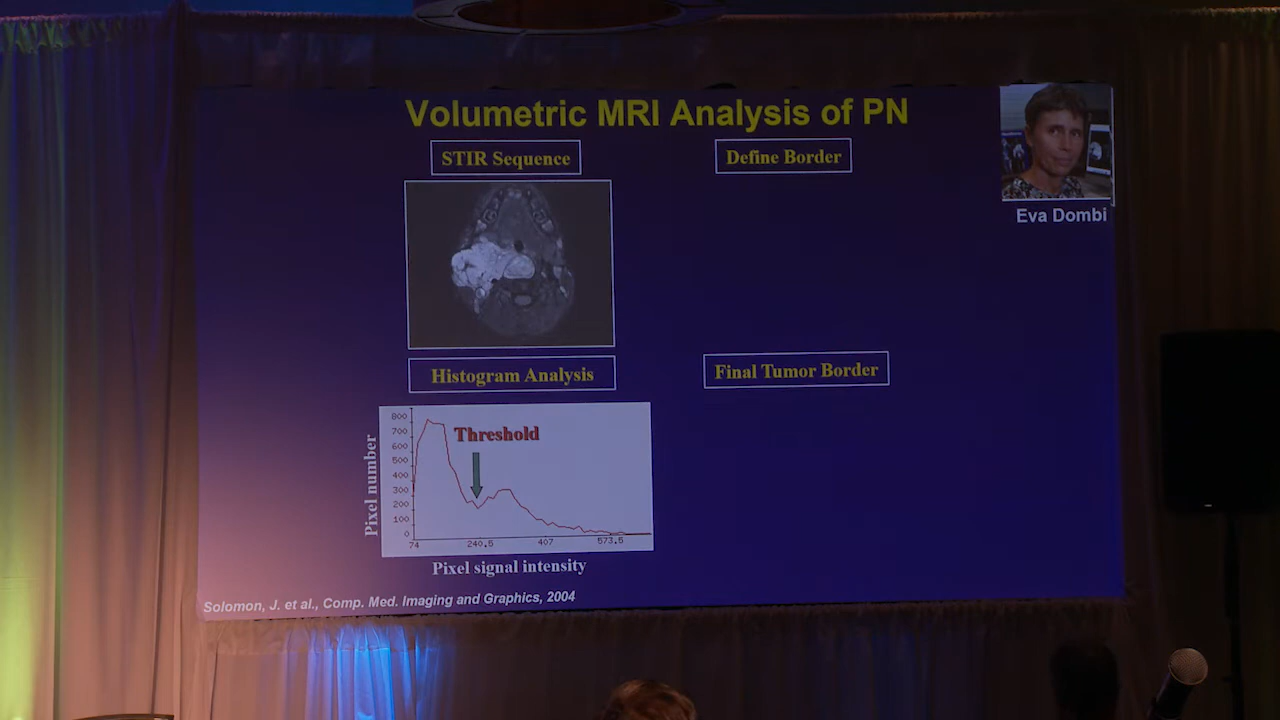 Volumetric MRI Analysis of PN
STIR Sequence
Define Border
Eva Dombi
Histogram Analysis
Final Tumor Border
Threshold
Pixel number
800
700
600
500
400
300
200
100
0
74
240.5
407
573.5
Pixel signal intensity
Solomon, J. et al., Comp. Med. Imaging and Graphics, 2004